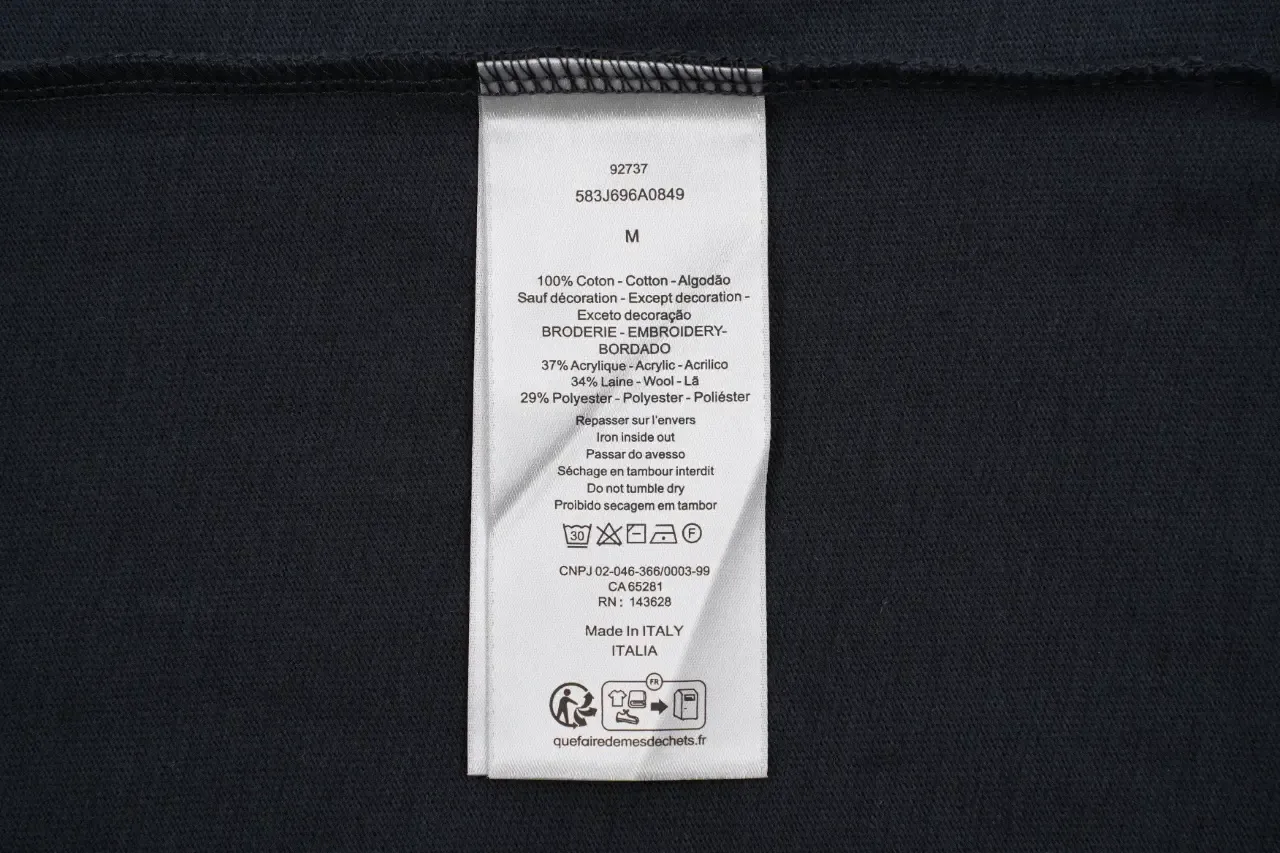 92737
583J696A0849
M
100% Coton - Cotton - Algodão
Sauf décoration - Except decoration -
Exceto decoração
BRODERIE - EMBROIDERY-
BORDADO
37% Acrylique - Acrylic - Acrilico
34% Laine - Wool - Lã
29% Polyester - Polyester - Poliéster
Repasser sur l'envers
Iron inside out
Passar do avesso
Séchage en tambour interdit
Do not tumble dry
Proibido secagem em tambor
30 F
CNPJ 02-046-366/0003-99
CA 65281
RN : 143628
Made In ITALY
ITALIA
FR
quefairedemesdechets.fr